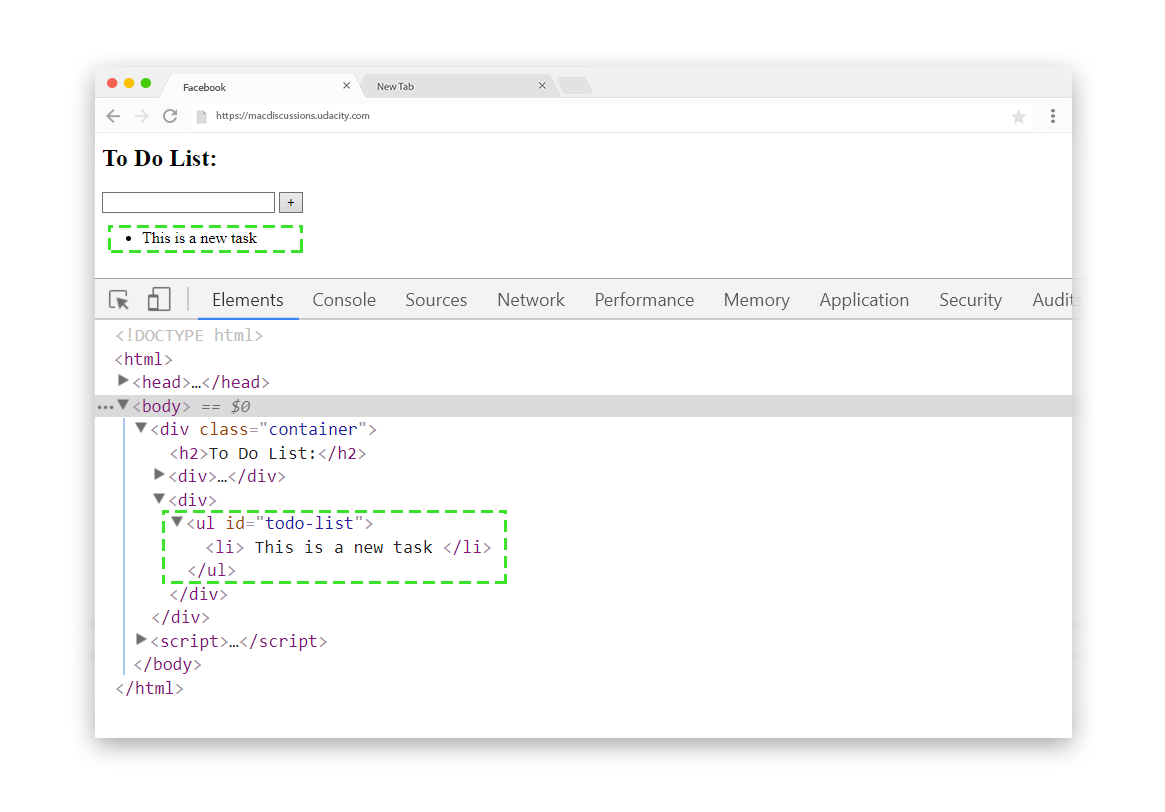 Facebook
New Tab
https://macdiscussions.udacity.com
To Do List:
+
• This is a new task
Elements Console Sources Network Performance Memory Application Security Audits
<!DOCTYPE html>
<html>
<head>…</head>
<body> == $0
<div class="container">
<h2>To Do List:</h2>
<div>…</div>
<div>
<ul id="todo-list">
<li> This is a new task </li>
</ul>
</div>
</div>
<script>…</script>
</body>
</html>